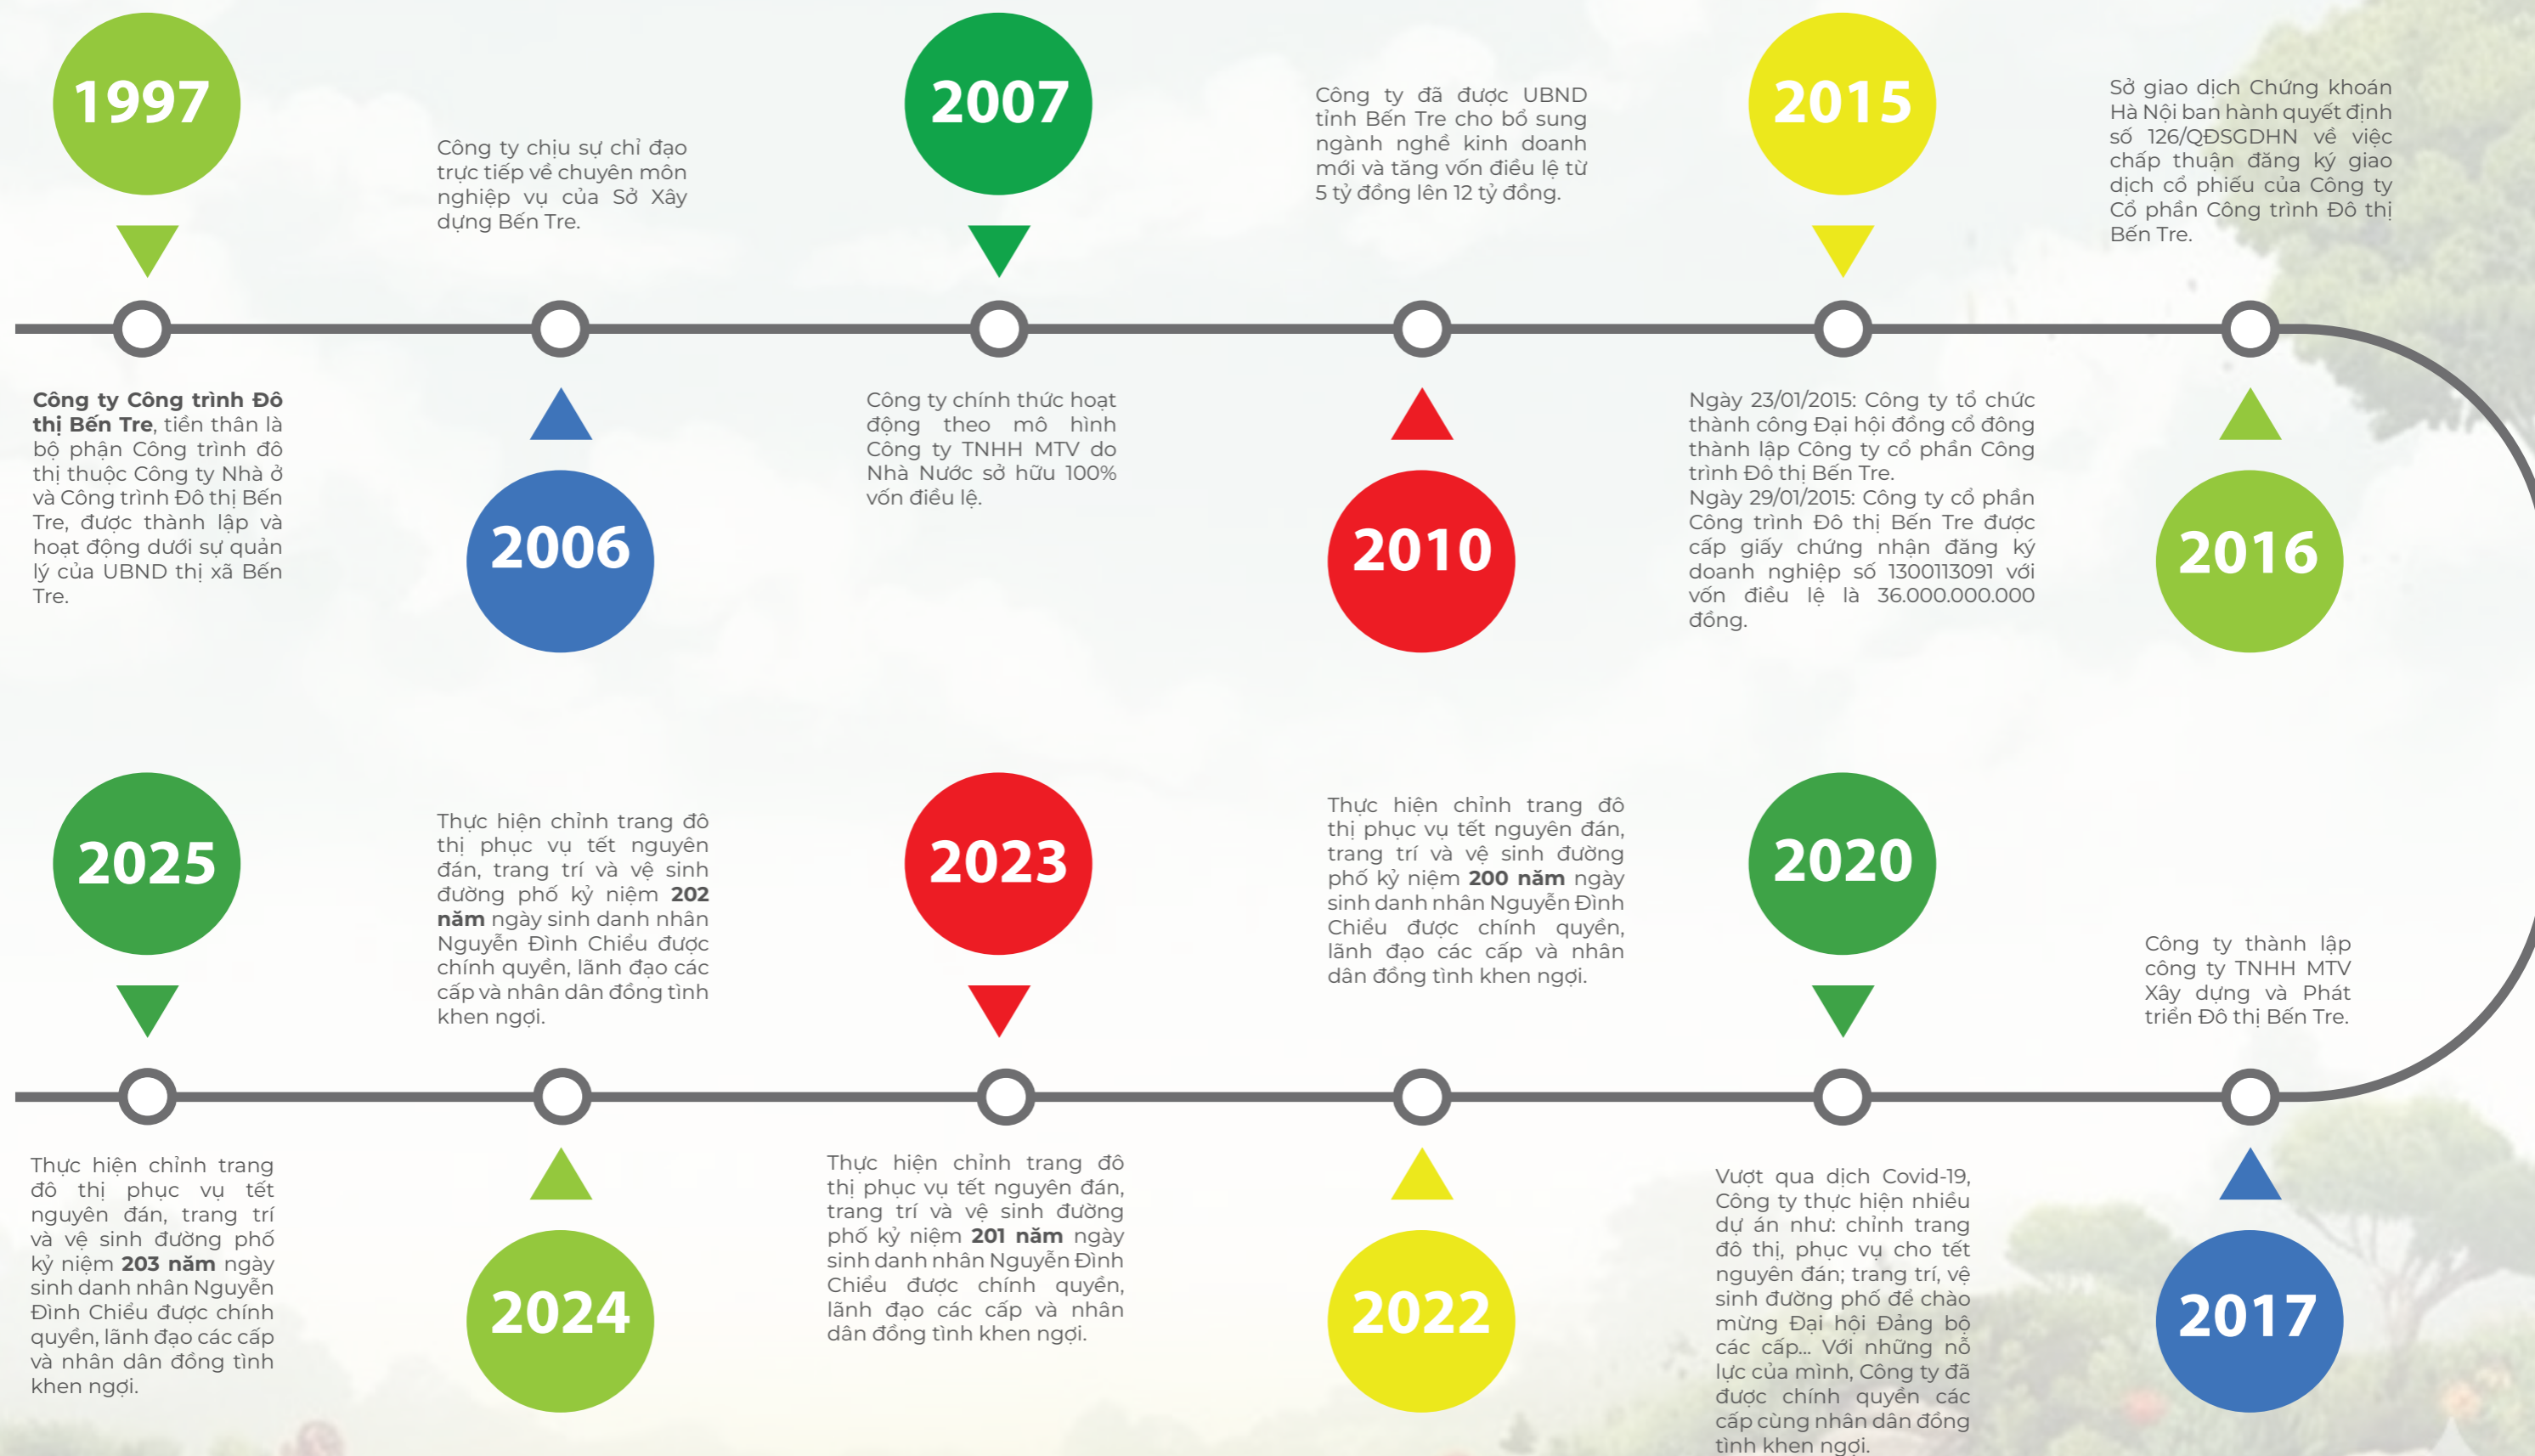 1997
Công ty Công trình Đô
thị Bến Tre, tiền thân là
bộ phận Công trình đô
thị thuộc Công ty Nhà ở
và Công trình Đô thị Bến
Tre, được thành lập và
hoạt động dưới sự quản
lý của UBND thị xã Bến
Tre.
Công ty chịu sự chỉ đạo
trực tiếp về chuyên môn
nghiệp vụ của Sở Xây
dựng Bến Tre.
2006
2007
Công ty chính thức hoạt
động theo mô hình
Công ty TNHH MTV do
Nhà Nước sở hữu 100%
vốn điều lệ.
Công ty đã được UBND
tỉnh Bến Tre cho bổ sung
ngành nghề kinh doanh
mới và tăng vốn điều lệ từ
5 tỷ đồng lên 12 tỷ đồng.
2010
2015
Ngày 23/01/2015: Công ty tổ chức
thành công Đại hội đồng cổ đông
thành lập Công ty cổ phần Công
trình Đô thị Bến Tre.
Ngày 29/01/2015: Công ty cổ phần
Công trình Đô thị Bến Tre được
cấp giấy chứng nhận đăng ký
doanh nghiệp số 1300113091 với
vốn điều lệ là 36.000.000.000
đồng.
Sở giao dịch Chứng khoán
Hà Nội ban hành quyết định
số 126/QĐSGDHN về việc
chấp thuận đăng ký giao
dịch cổ phiếu của Công ty
Cổ phần Công trình Đô thị
Bến Tre.
2016
Công ty thành lập
công ty TNHH MTV
Xây dựng và Phát
triển Đô thị Bến Tre.
2017
2020
Vượt qua dịch Covid-19,
Công ty thực hiện nhiều
dự án như: chỉnh trang
đô thị, phục vụ cho tết
nguyên đán; trang trí, vệ
sinh đường phố để chào
mừng Đại hội Đảng bộ
các cấp... Với những nỗ
lực của mình, Công ty đã
được chính quyền các
cấp cùng nhân dân đồng
tình khen ngợi.
Thực hiện chỉnh trang đô
thị phục vụ tết nguyên đán,
trang trí và vệ sinh đường
phố kỷ niệm 200 năm ngày
sinh danh nhân Nguyễn Đình
Chiểu được chính quyền,
lãnh đạo các cấp và nhân
dân đồng tình khen ngợi.
2022
2023
Thực hiện chỉnh trang đô
thị phục vụ tết nguyên đán,
trang trí và vệ sinh đường
phố kỷ niệm 201 năm ngày
sinh danh nhân Nguyễn Đình
Chiểu được chính quyền,
lãnh đạo các cấp và nhân
dân đồng tình khen ngợi.
Thực hiện chỉnh trang đô
thị phục vụ tết nguyên
đán, trang trí và vệ sinh
đường phố kỷ niệm 202
năm ngày sinh danh nhân
Nguyễn Đình Chiểu được
chính quyền, lãnh đạo các
cấp và nhân dân đồng tình
khen ngợi.
2024
2025
Thực hiện chỉnh trang
đô thị phục vụ tết
nguyên đán, trang trí
và vệ sinh đường phố
kỷ niệm 203 năm ngày
sinh danh nhân Nguyễn
Đình Chiểu được chính
quyền, lãnh đạo các cấp
và nhân dân đồng tình
khen ngợi.